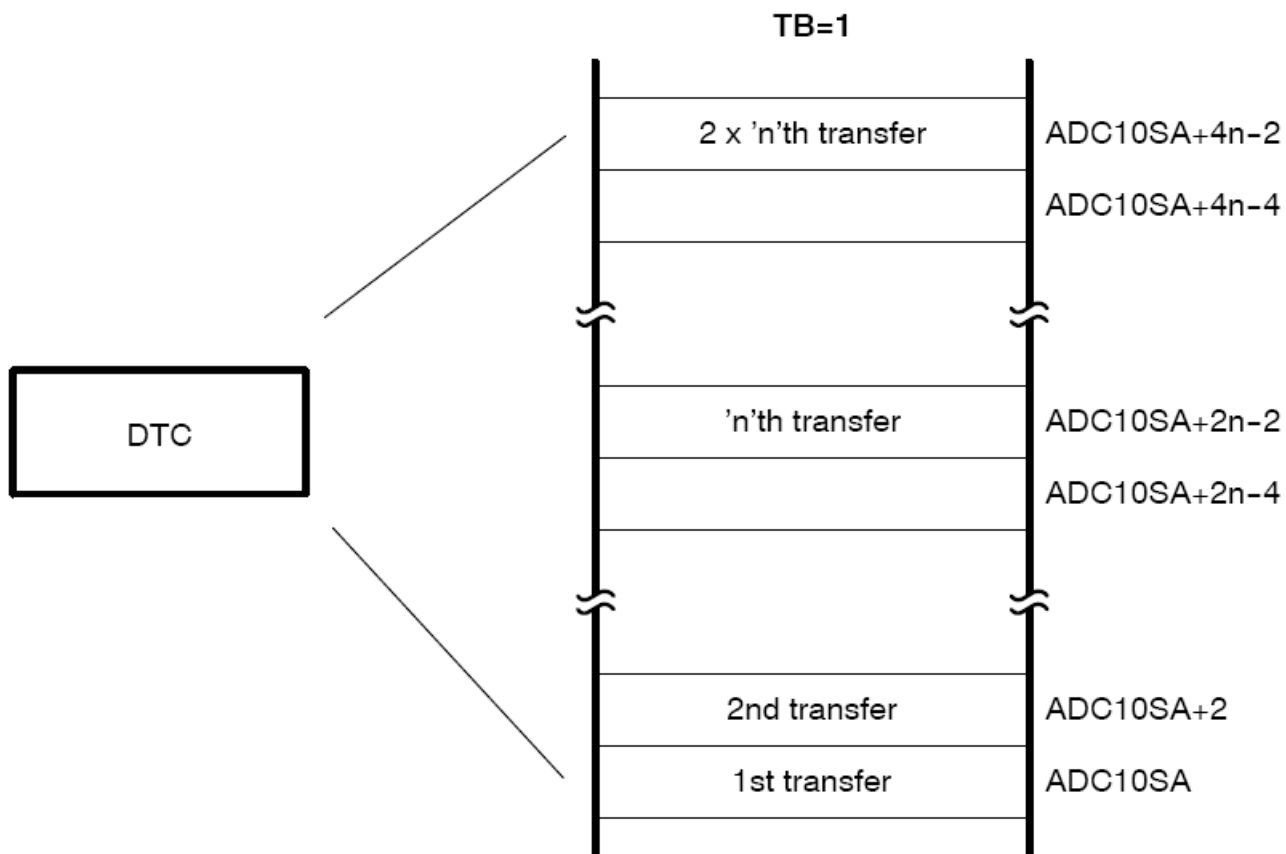 TB=1
2 x ’n’th transfer ADC10SA+4n−2
ADC10SA+4n−4
DTC
’n’th transfer ADC10SA+2n−2
ADC10SA+2n−4
2nd transfer ADC10SA+2
1st transfer ADC10SA